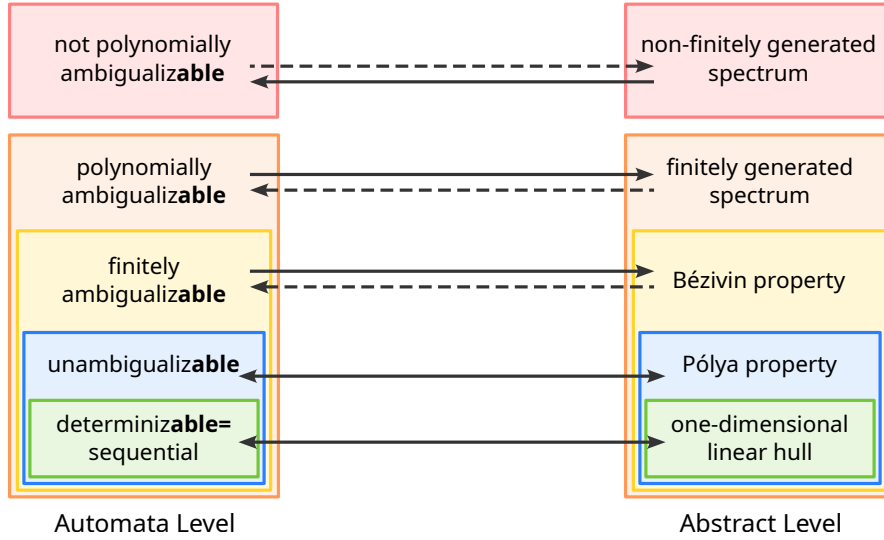 not polynomially
ambigualizable
non-finitely generated
spectrum
polynomially
ambigualizable
finitely generated
spectrum
finitely
ambigualizable
Bézivin property
unambigualizable
Pólya property
determinizable=
sequential
one-dimensional
linear hull
Automata Level
Abstract Level